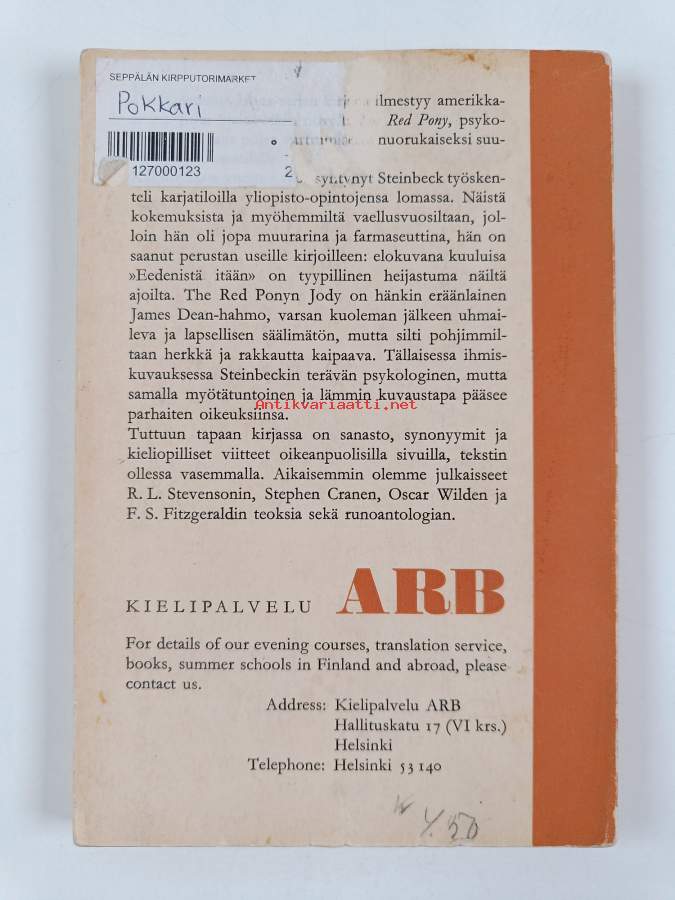 SEPPÄLÄN KIRPPUTORIMARKET
Pokkari
127000123
2
ilmestyy amerikka-
Red Pony, psyko-
nuorukaiseksi suu-
syntynyt Steinbeck työsken-
teli karjatiloilla yliopisto-opintojensa lomassa. Näistä
kokemuksista ja myöhemmiltä vaellusvuosiltaan, jol-
loin hän oli jopa muurarina ja farmaseuttina, hän on
saanut perustan useille kirjoilleen: elokuvana kuuluisa
»Eedenistä itään» on tyypillinen heijastuma näiltä
ajoilta. The Red Ponyn Jody on hänkin eräänlainen
James Dean-hahmo, varsan kuoleman jälkeen uhmai-
leva ja lapsellisen säälimätön, mutta silti pohjimmil-
taan herkkä ja rakkautta kaipaava. Tällaisessa ihmis-
kuvauksessa Steinbeckin terävän psykologinen, mutta
samalla myötätuntoinen ja lämmin kuvaustapa pääsee
Antikvariaatti.net
parhaiten oikeuksiinsa.
Tuttuun tapaan kirjassa on sanasto, synonyymit ja
kieliopilliset viitteet oikeanpuolisilla sivuilla, tekstin
ollessa vasemmalla. Aikaisemmin olemme julkaisseet
R. L. Stevensonin, Stephen Cranen, Oscar Wilden ja
F. S. Fitzgeraldin teoksia sekä runoantologian.
KIELIPALVELU ARB
For details of our evening courses, translation service,
books, summer schools in Finland and abroad, please
contact us.
Address: Kielipalvelu ARB
Hallituskatu 17 (VI krs.)
Helsinki
Telephone: Helsinki 53 140